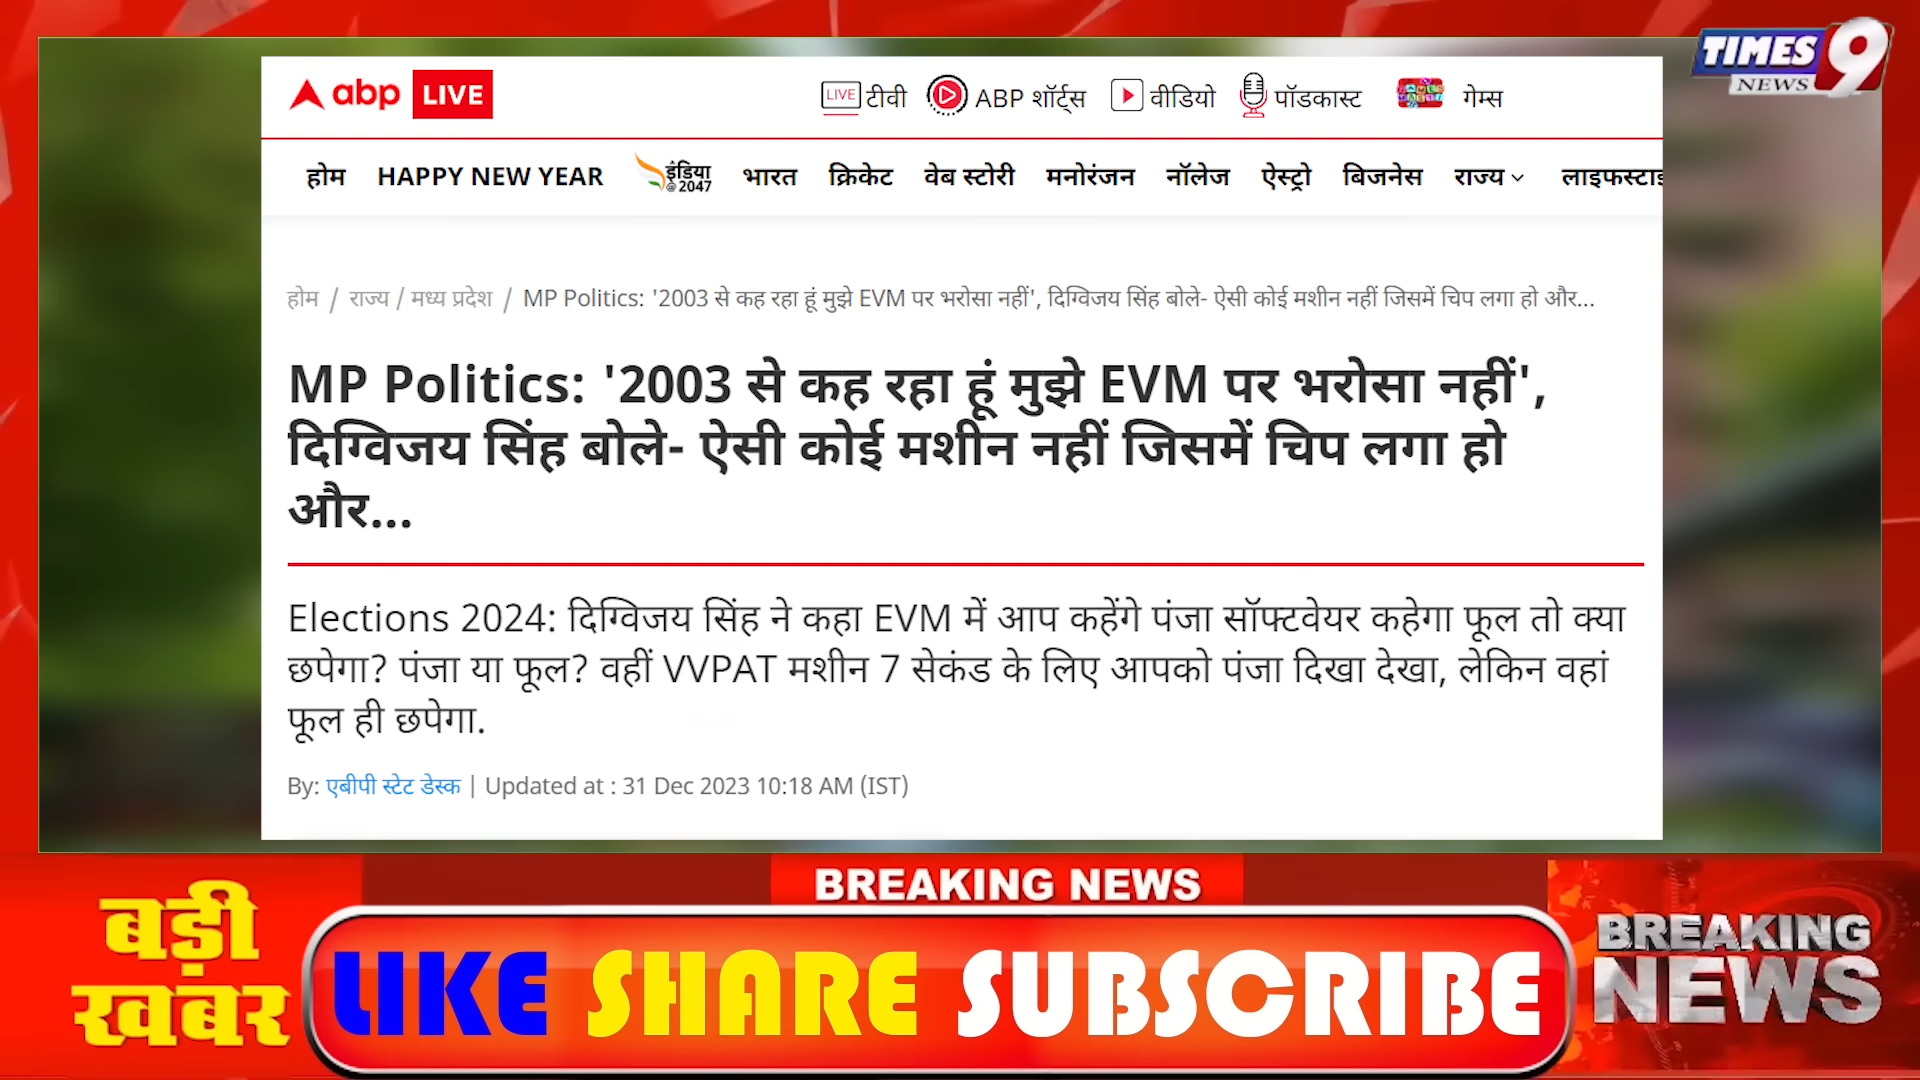 TIMES 9
NEWS
abp LIVE
LIVE टीवी ABP शॉर्ट्स वीडियो पॉडकास्ट गेम्स
होम HAPPY NEW YEAR इंडिया @ 2047 भारत क्रिकेट वेब स्टोरी मनोरंजन नॉलेज ऐस्ट्रो बिजनेस राज्य लाइफस्टाइ
होम / राज्य / मध्य प्रदेश / MP Politics: '2003 से कह रहा हूं मुझे EVM पर भरोसा नहीं', दिग्विजय सिंह बोले- ऐसी कोई मशीन नहीं जिसमें चिप लगा हो और...
MP Politics: '2003 से कह रहा हूं मुझे EVM पर भरोसा नहीं',
दिग्विजय सिंह बोले- ऐसी कोई मशीन नहीं जिसमें चिप लगा हो
और...
Elections 2024: दिग्विजय सिंह ने कहा EVM में आप कहेंगे पंजा सॉफ्टवेयर कहेगा फूल तो क्या
छपेगा? पंजा या फूल? वहीं VVPAT मशीन 7 सेकंड के लिए आपको पंजा दिखा देखा, लेकिन वहां
फूल ही छपेगा.
By: एबीपी स्टेट डेस्क | Updated at : 31 Dec 2023 10:18 AM (IST)
BREAKING NEWS
बड़ी
खबर
LIKE SHARE SUBSCRIBE
BREAKING
NEWS